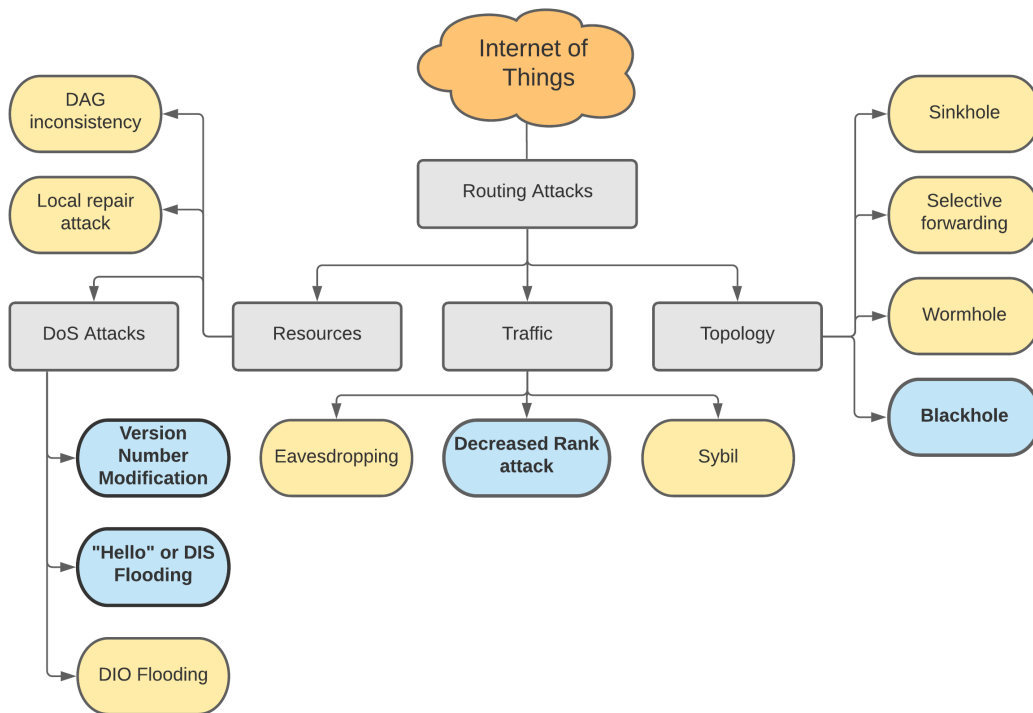 Internet of
Things
DAG
inconsistency
Sinkhole
Routing Attacks
Local repair
attack
Selective
forwarding
DoS Attacks
Resources
Traffic
Topology
Wormhole
Blackhole
Version
Number
Modification
Eavesdropping
Decreased Rank
attack
Sybil
"Hello" or DIS
Flooding
DIO Flooding